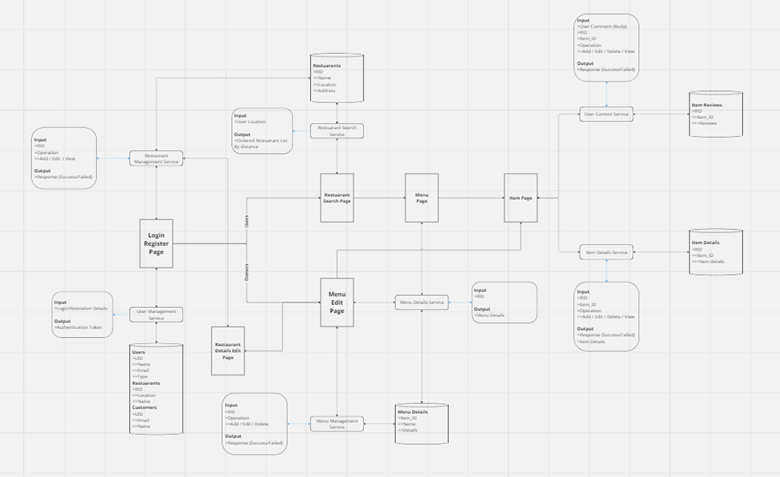 Input
>User Comment (Body)
>RID
>Item_ID
>Operation
>>Add / Edit / Delete / View
Output
>Response (Success/Failed)
Restuarants
>RID
>>Name
>>Location
>>Address
Item Reviews
>RID
>>Item_ID
>>>Reviews
User Content Service
Input
>User Location
Output
>Ordered Restuarant List
By distance
Restuarant Search
Service
Input
>RID
>Operation
>>Add / Edit / View
Output
>Response (Success/Failed)
Restaurant
Management Service
Restuarant
Search Page
Menu
Page
Item Page
Users
Login
Register
Page
Owners
Item Details Service
Item Details
>RID
>>Item_ID
>>>Item details
Input
>Login/Restration Details
Output
>Authentication Token
User Management
Service
Menu
Edit
Page
Menu Details Service
Input
>RID
Output
>Menu Details
Input
>RID
>Item_ID
>Operation
>>Add / Edit / Delete / View
Output
>Response (Success/Failed)
>Item Details
Restaurant
Details Edit
Page
Users
>UID
>>Name
>>Email
>>Type
Restuarants
>RID
>>Location
>>Name
Customers
>UID
>>Email
>>Name
Input
>RID
>Operation
>>Add / Edit / Delete
Output
>Response (Success/Failed)
Menu Management
Service
Menu Details
>Item_ID
>>Name
>>Details